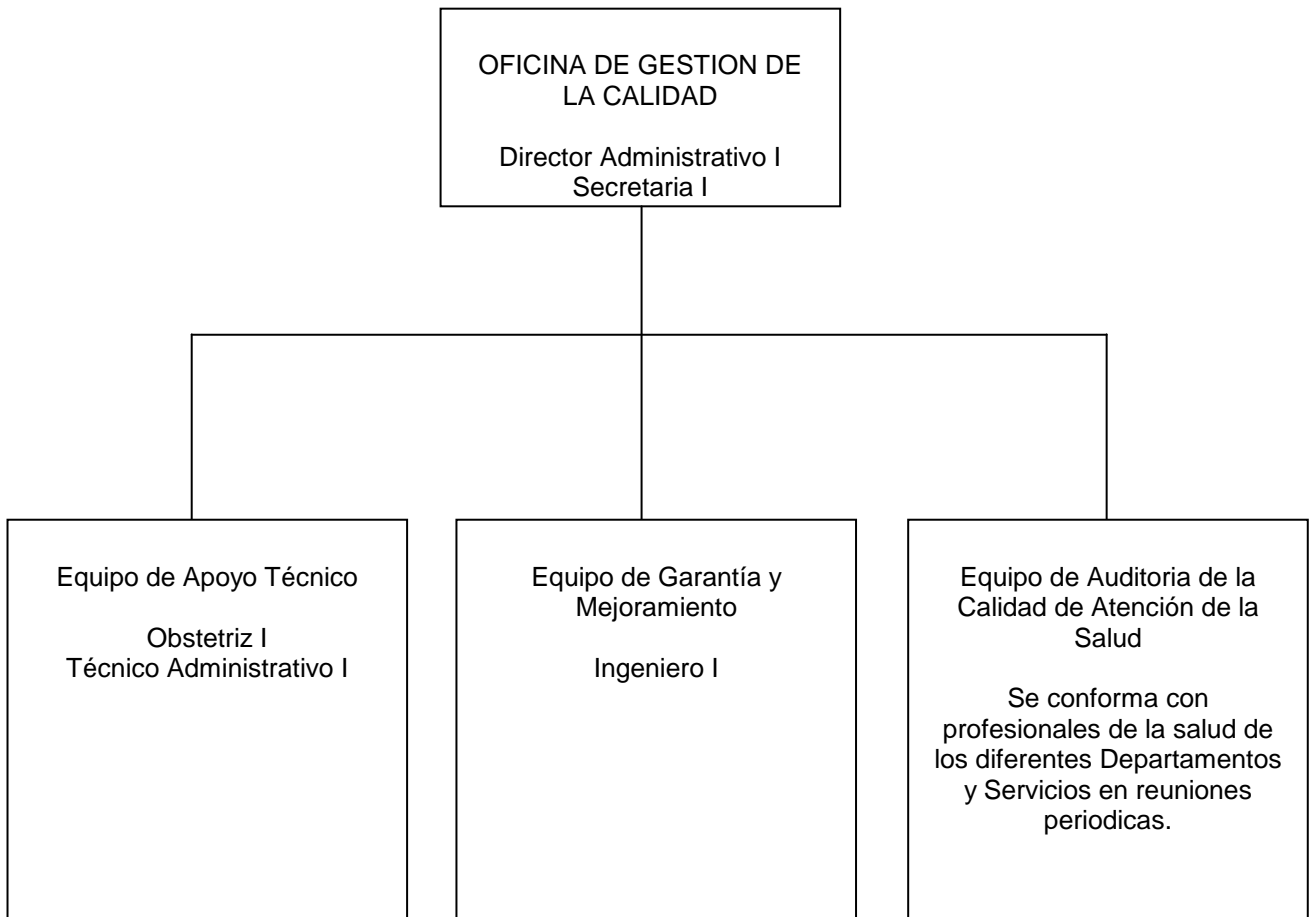 OFICINA DE GESTION DE
LA CALIDAD
Director Administrativo I
Secretaria I
Equipo de Apoyo Técnico
Obstetriz I
Técnico Administrativo I
Equipo de Garantía y
Mejoramiento
Ingeniero I
Equipo de Auditoria de la
Calidad de Atención de la
Salud
Se conforma con
profesionales de la salud de
los diferentes Departamentos
y Servicios en reuniones
periodicas.